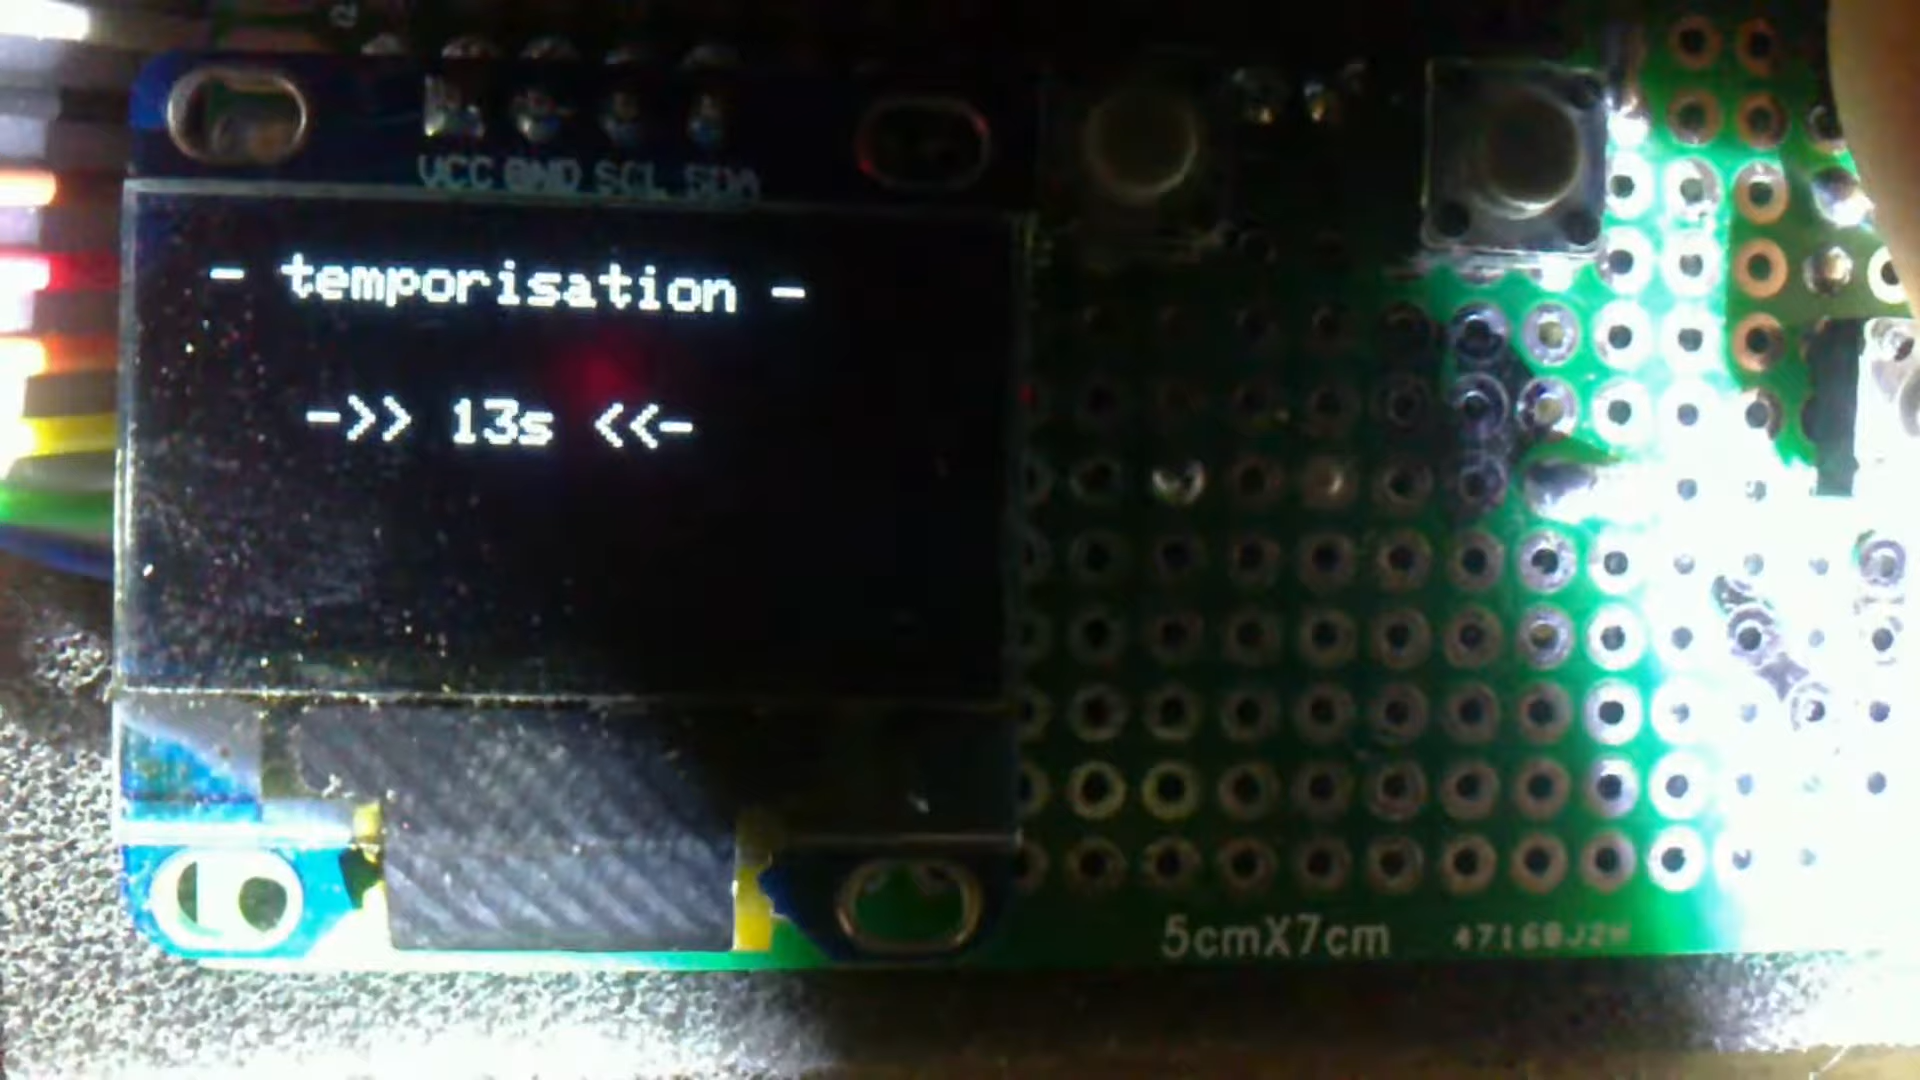 VCC GND SCL SDA
- temporisation -
->> 13s <<-
5cmX7cm